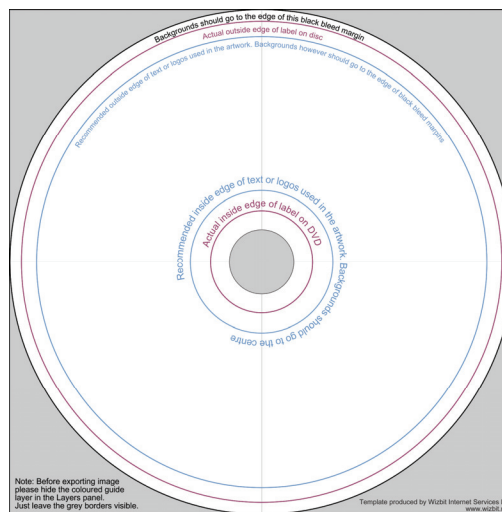 Backgrounds should go to the edge of this black bleed margin
Actual outside edge of label on disc
Recommended outside edge of text or logos used in the artwork. Backgrounds however should go to the edge of black bleed margins
Recommended inside edge of text or logos used in the artwork. Backgrounds should go to the centre
Actual inside edge of label on DVD
Note: Before exporting image
please hide the coloured guide
layer in the Layers panel.
Just leave the grey borders visible.
Template produced by Wizbit Internet Services
www.wizbit.